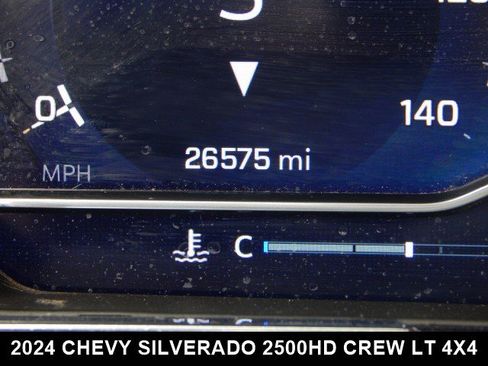 0
140
26575 mi
MPH
C
2024 CHEVY SILVERADO 2500HD CREW LT 4X4